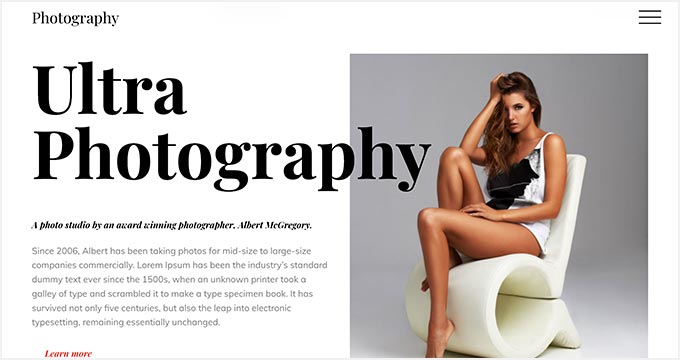 Photography
Ultra
Photography
A photo studio by an award winning photographer, Albert McGregory.
Since 2006, Albert has been taking photos for mid-size to large-size
companies commercially. Lorem Ipsum has been the industry's standard
dummy text ever since the 1500s, when an unknown printer took a
galley of type and scrambled it to make a type specimen book. It has
survived not only five centuries, but also the leap into electronic
typesetting, remaining essentially unchanged.
Learn more